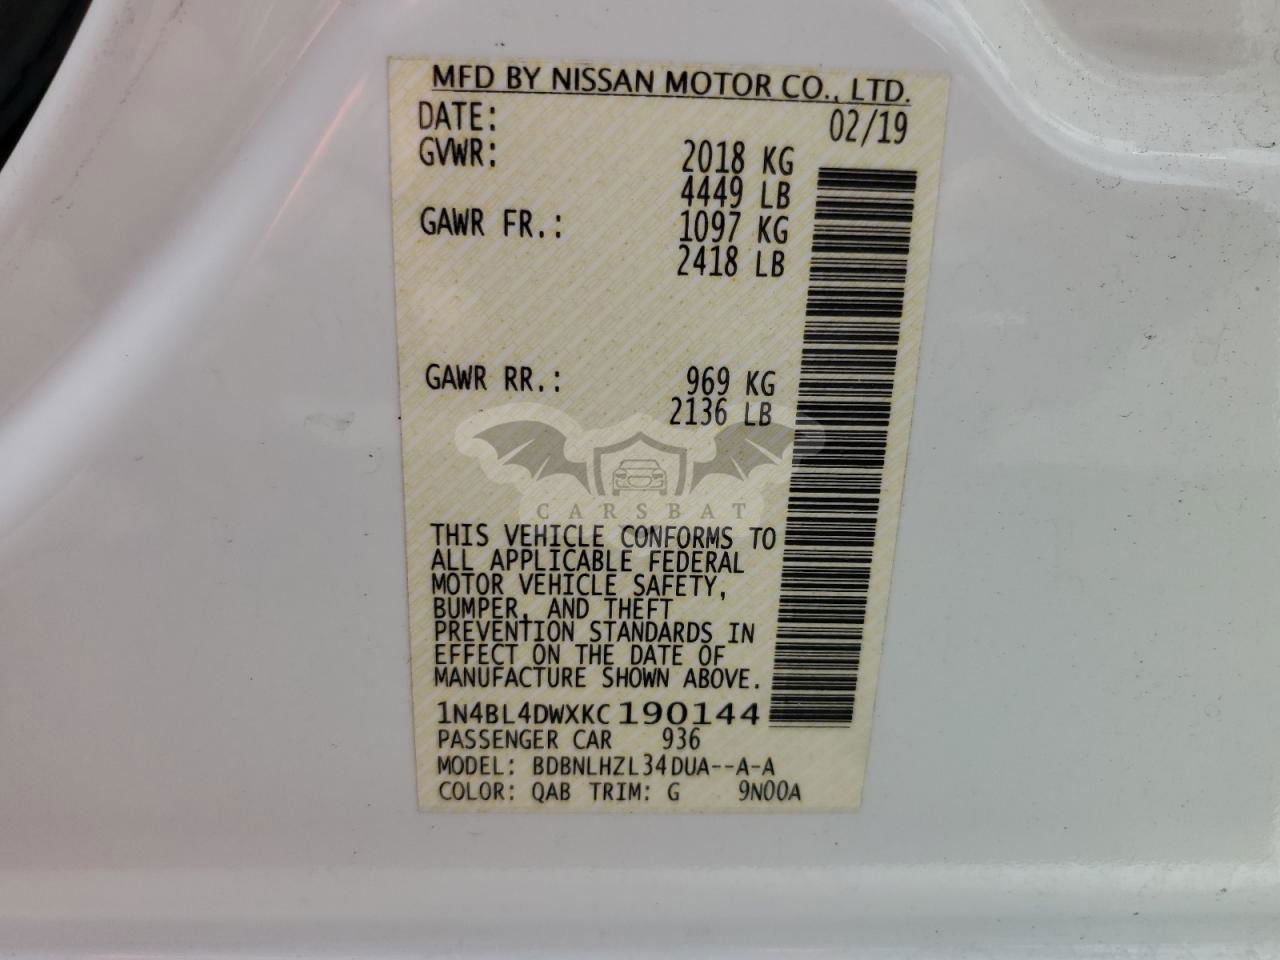 MFD BY NISSAN MOTOR CO., LTD.
DATE: 02/19
GVWR: 2018 KG
4449 LB
GAWR FR.: 1097 KG
2418 LB
GAWR RR.: 969 KG
2136 LB
CARSBAT
THIS VEHICLE CONFORMS TO
ALL APPLICABLE FEDERAL
MOTOR VEHICLE SAFETY,
BUMPER, AND THEFT
PREVENTION STANDARDS IN
EFFECT ON THE DATE OF
MANUFACTURE SHOWN ABOVE.
1N4BL4DWXKC190144
PASSENGER CAR 936
MODEL: BDBNLHZL34DUA--A-A
COLOR: QAB TRIM: G 9N00A